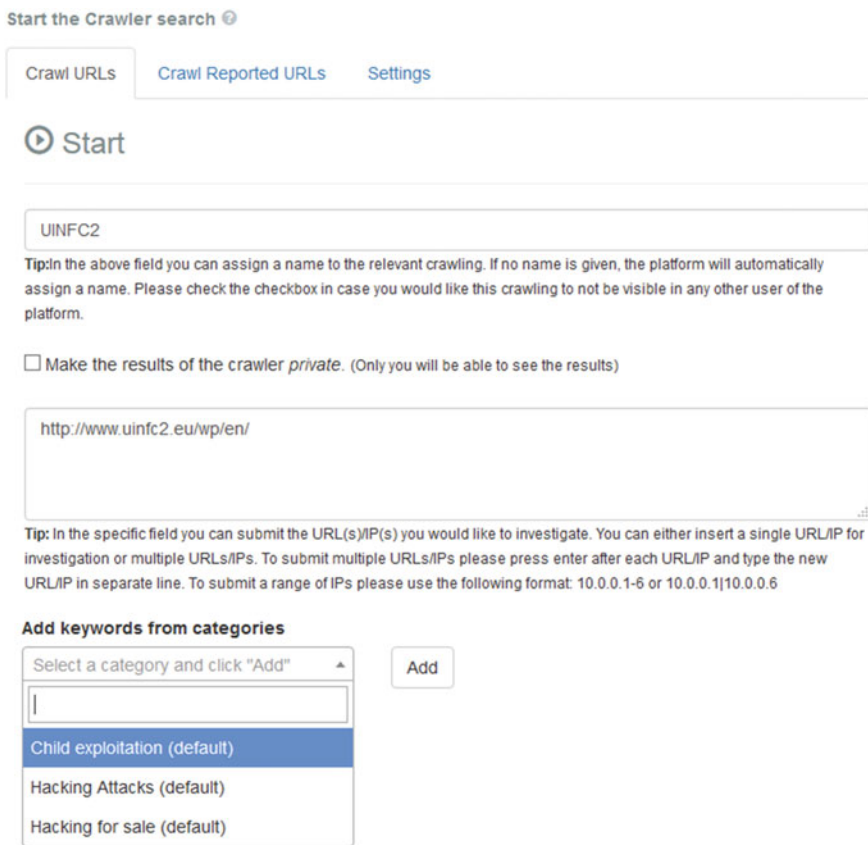 Start the Crawler search
Crawl URLs Crawl Reported URLs Settings
Start
UINFC2
Tip:In the above field you can assign a name to the relevant crawling. If no name is given, the platform will automatically
assign a name. Please check the checkbox in case you would like this crawling to not be visible in any other user of the
platform.
Make the results of the crawler private. (Only you will be able to see the results)
http://www.uinfc2.eu/wp/en/
Tip: In the specific field you can submit the URL(s)/IP(s) you would like to investigate. You can either insert a single URL/IP for
investigation or multiple URLs/IPs. To submit multiple URLs/IPs please press enter after each URL/IP and type the new
URL/IP in separate line. To submit a range of IPs please use the following format: 10.0.0.1-6 or 10.0.0.1|10.0.0.6
Add keywords from categories
Select a category and click "Add" Add
Child exploitation (default)
Hacking Attacks (default)
Hacking for sale (default)